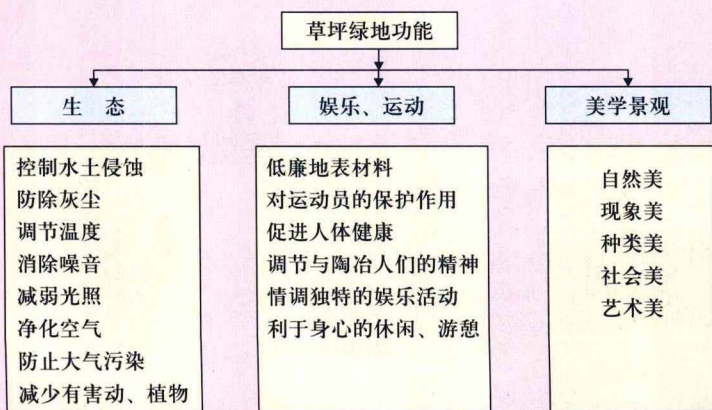 草坪绿地功能
生 态
控制水土侵蚀
防除灰尘
调节温度
消除噪音
减弱光照
净化空气
防止大气污染
减少有害动、植物
娱乐、运动
低廉地表材料
对运动员的保护作用
促进人体健康
调节与陶冶人们的精神
情调独特的娱乐活动
利于身心的休闲、游憩
美学景观
自然美
现象美
种类美
社会美
艺术美